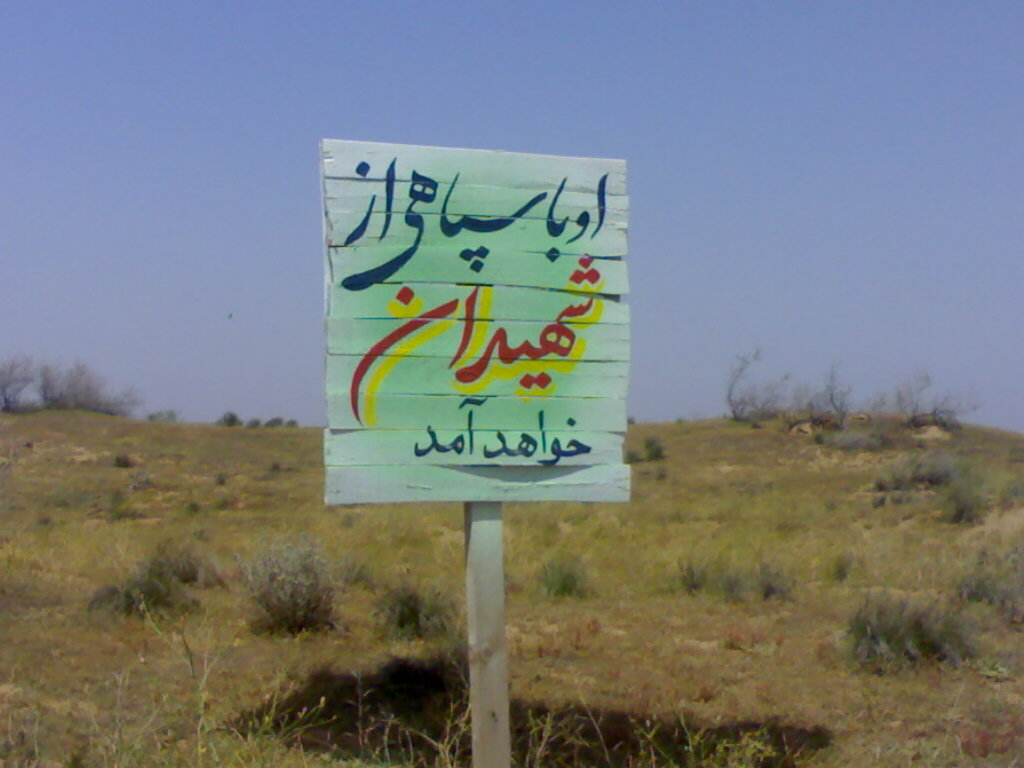 او با سپاهی از
شهیدان
خواهد آمد